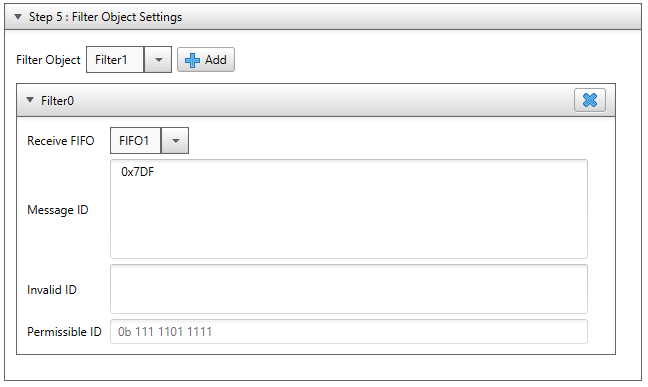 Step 5 : Filter Object Settings
Filter Object Filter1 Add
Filter0
Receive FIFO FIFO1
0x7DF
Message ID
Invalid ID
Permissible ID 0b 111 1101 1111